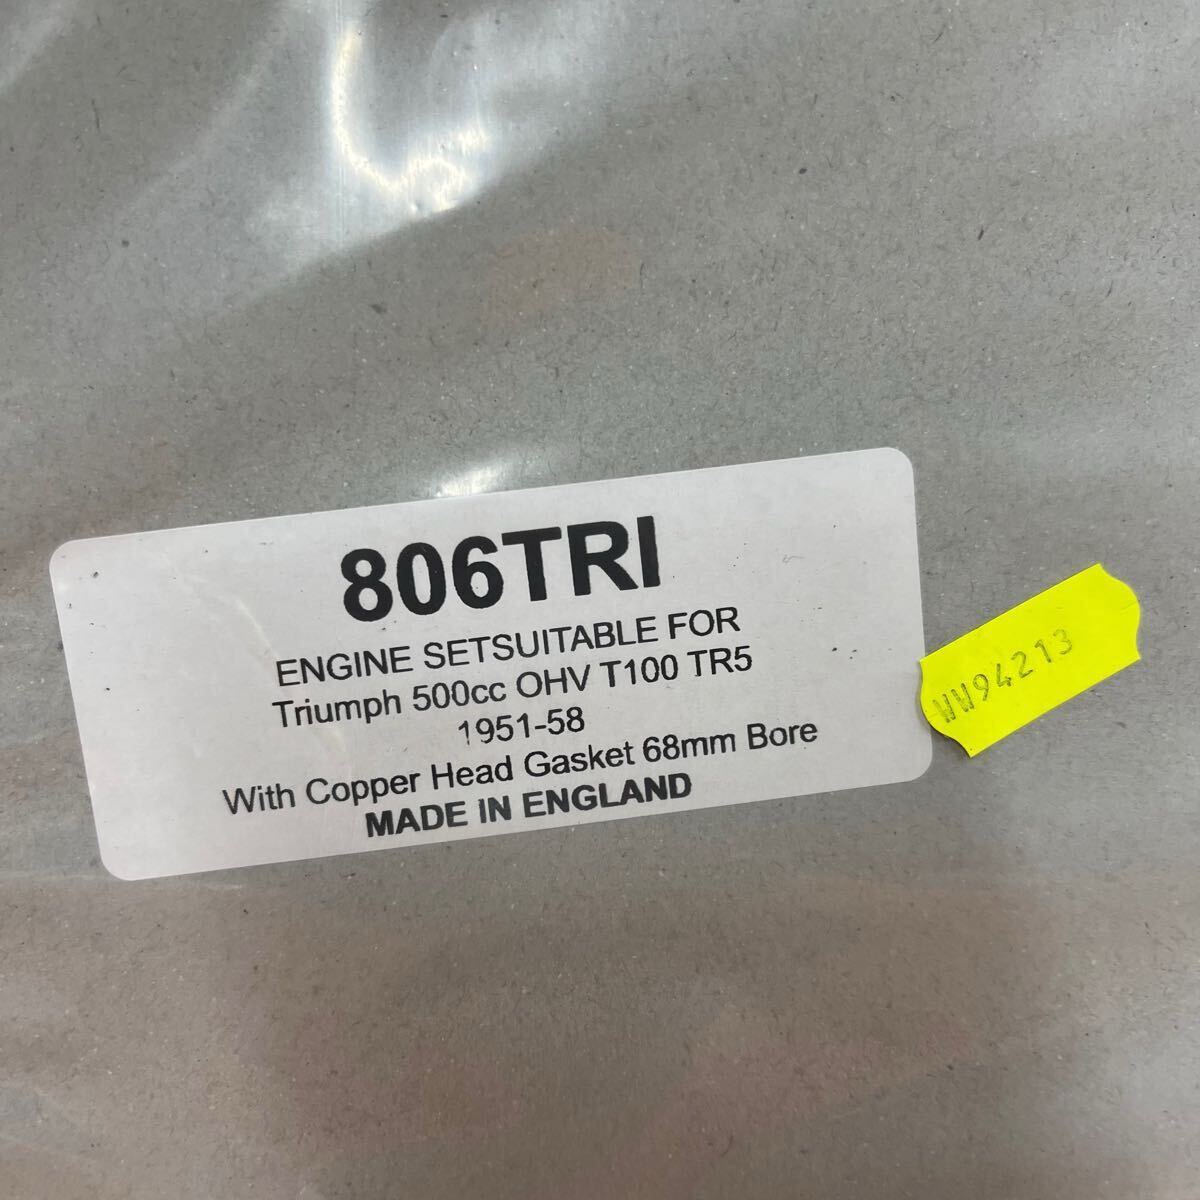 806TRI
ENGINE SETSUITABLE FOR
Triumph 500cc OHV T100 TR5
1951-58
With Copper Head Gasket 68mm Bore
MADE IN ENGLAND
WW94213